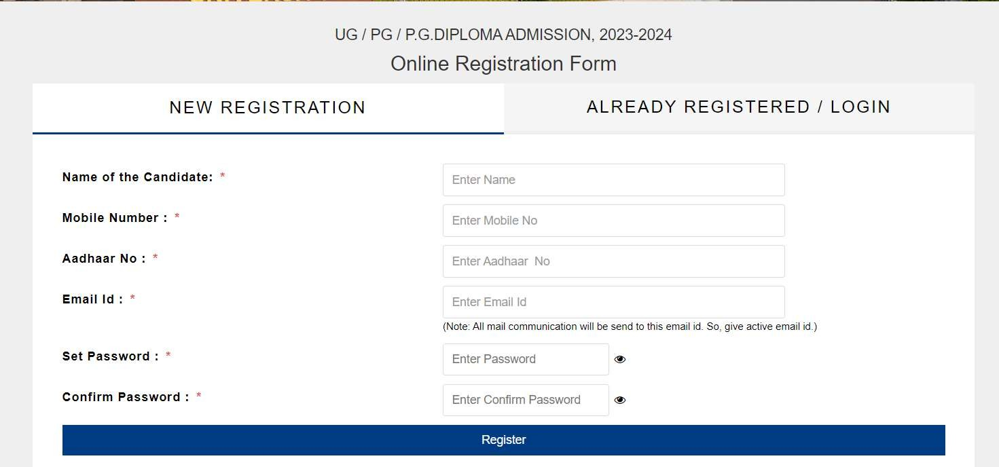 UG / PG / P.G.DIPLOMA ADMISSION, 2023-2024
Online Registration Form
NEW REGISTRATION
ALREADY REGISTERED / LOGIN
Name of the Candidate: *
Enter Name
Mobile Number : *
Enter Mobile No
Aadhaar No : *
Enter Aadhaar No
Email Id : *
Enter Email Id
(Note: All mail communication will be send to this email id. So, give active email id.)
Set Password : *
Enter Password
Confirm Password : *
Enter Confirm Password
Register